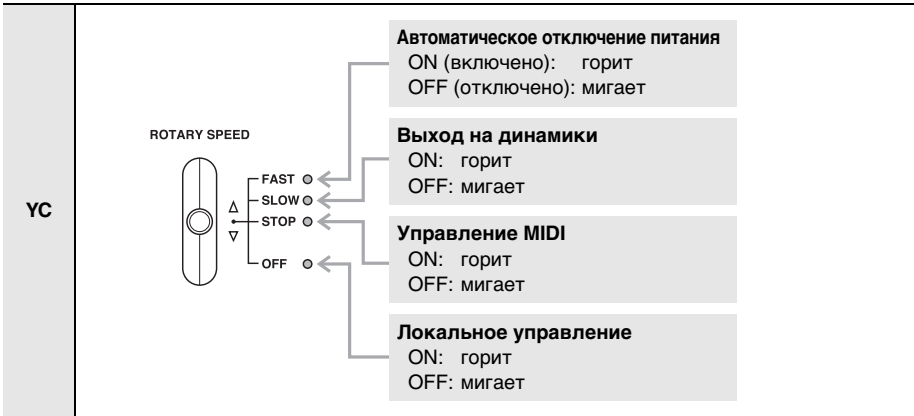 YC
ROTARY SPEED
FAST
SLOW
STOP
OFF
Автоматическое отключение питания
ON (включено): горит
OFF (отключено): мигает
Выход на динамики
ON: горит
OFF: мигает
Управление MIDI
ON: горит
OFF: мигает
Локальное управление
ON: горит
OFF: мигает